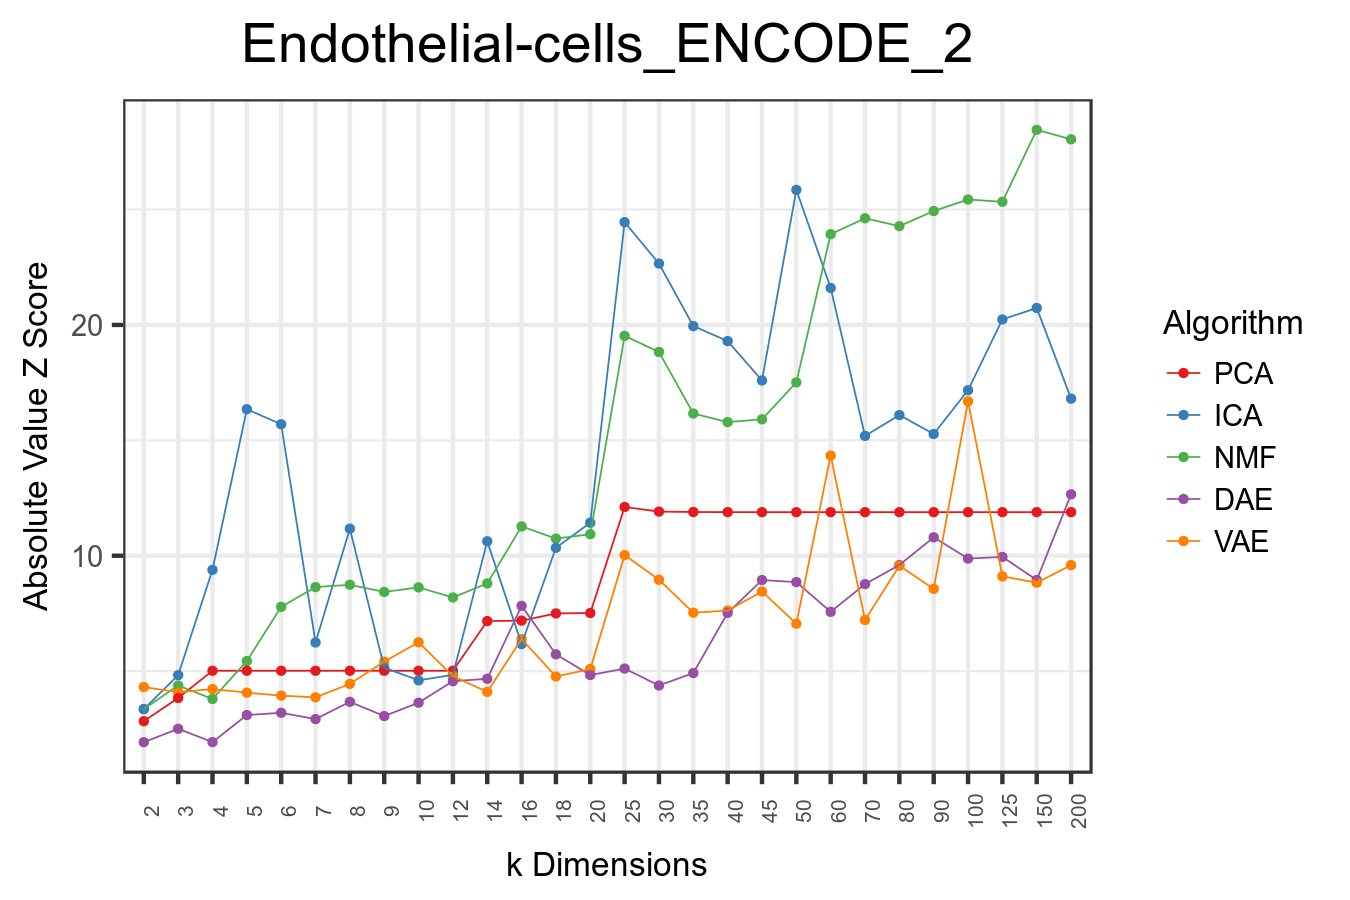 Endothelial-cells_ENCODE_2
Absolute Value Z Score
20
10
2 3 4 5 6 7 8 9 10 12 14 16 18 20 25 30 35 40 45 50 60 70 80 90 100 125 150 200
k Dimensions
Algorithm
PCA
ICA
NMF
DAE
VAE